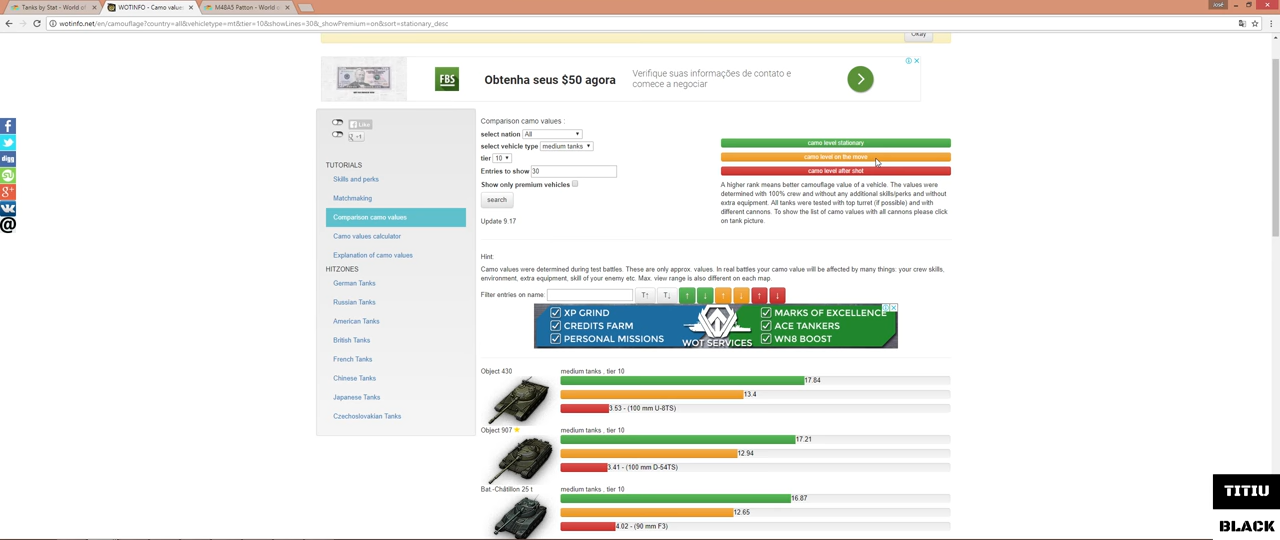 Tanks by Stat - World of
WOTINFO - Camo value
M48A5 Patton - World o
José
wotinfo.net/en/camouflage?country=all&vehicletype=mt&tier=10&showLines=30&_showPremium=on&sort=stationary_desc
Okay
FBS
Obtenha seus $50 agora
Verifique suas informações de contato e
comece a negociar
Like
+1
TUTORIALS
Skills and perks
Matchmaking
Comparison camo values
Camo values calculator
Explanation of camo values
HITZONES
German Tanks
Russian Tanks
American Tanks
British Tanks
French Tanks
Chinese Tanks
Japanese Tanks
Czechoslovakian Tanks
digg
@
Comparison camo values :
select nation All
select vehicle type medium tanks
tier 10
Entries to show 30
Show only premium vehicles
search
Update 9.17
camo level stationary
camo level on the move
camo level after shot
A higher rank means better camouflage value of a vehicle. The values were
determined with 100% crew and without any additional skills/perks and without
extra equipment. All tanks were tested with top turret (if possible) and with
different cannons. To show the list of camo values with all cannons please click
on tank picture.
Hint:
Camo values were determined during test battles. These are only approx. values. In real battles your camo value will be affected by many things: your crew skills,
environment, extra equipment, skill of your enemy etc. Max. view range is also different on each map.
Filter entries on name:
T↑ T↓ ↑ ↓ ↑ ↓ ↑ ↓
XP GRIND
CREDITS FARM
PERSONAL MISSIONS
WOT SERVICES
MARKS OF EXCELLENCE
ACE TANKERS
WN8 BOOST
Object 430
medium tanks , tier 10
17.84
13.4
3.53 - (100 mm U-8TS)
Object 907
medium tanks , tier 10
17.21
12.94
3.41 - (100 mm D-54TS)
Bat.-Châtillon 25 t
medium tanks , tier 10
16.87
12.65
4.02 - (90 mm F3)
TITIU
BLACK